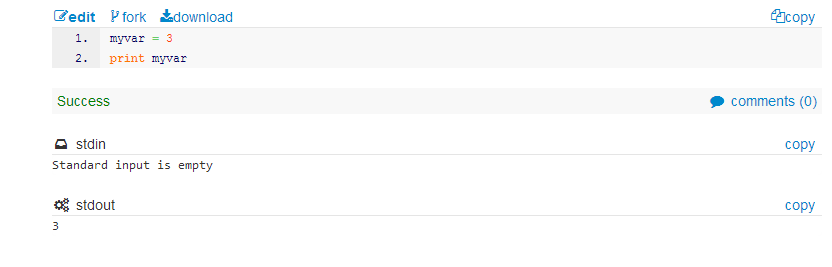 edit fork download copy
1. myvar = 3
2. print myvar
Success comments (0)
stdin copy
Standard input is empty
stdout copy
3